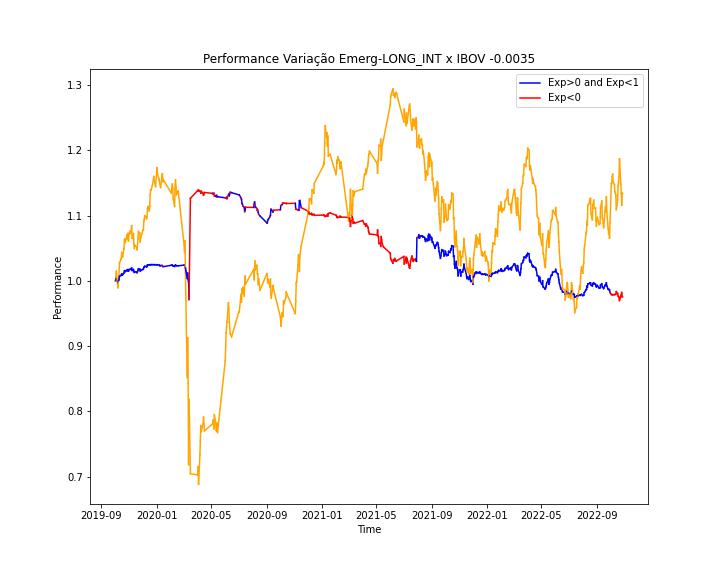 Performance Variação Emerg-LONG_INT x IBOV -0.0035
Exp>0 and Exp<1
Exp<0
1.3
1.2
1.1
1.0
0.9
0.8
0.7
Performance
2019-09 2020-01 2020-05 2020-09 2021-01 2021-05 2021-09 2022-01 2022-05 2022-09
Time